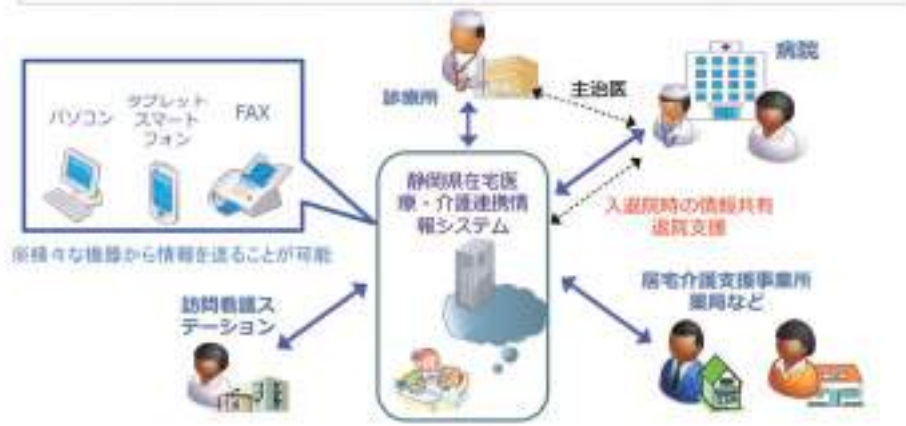 診療所
主治医
病院
パソコン
タブレット
スマート
フォン
FAX
静岡県在宅医
療・介護連携情
報システム
入退院時の情報共有
退院支援
※様々な機器から情報を送ることが可能
訪問看護ス
テーション
居宅介護支援事業所
薬局など